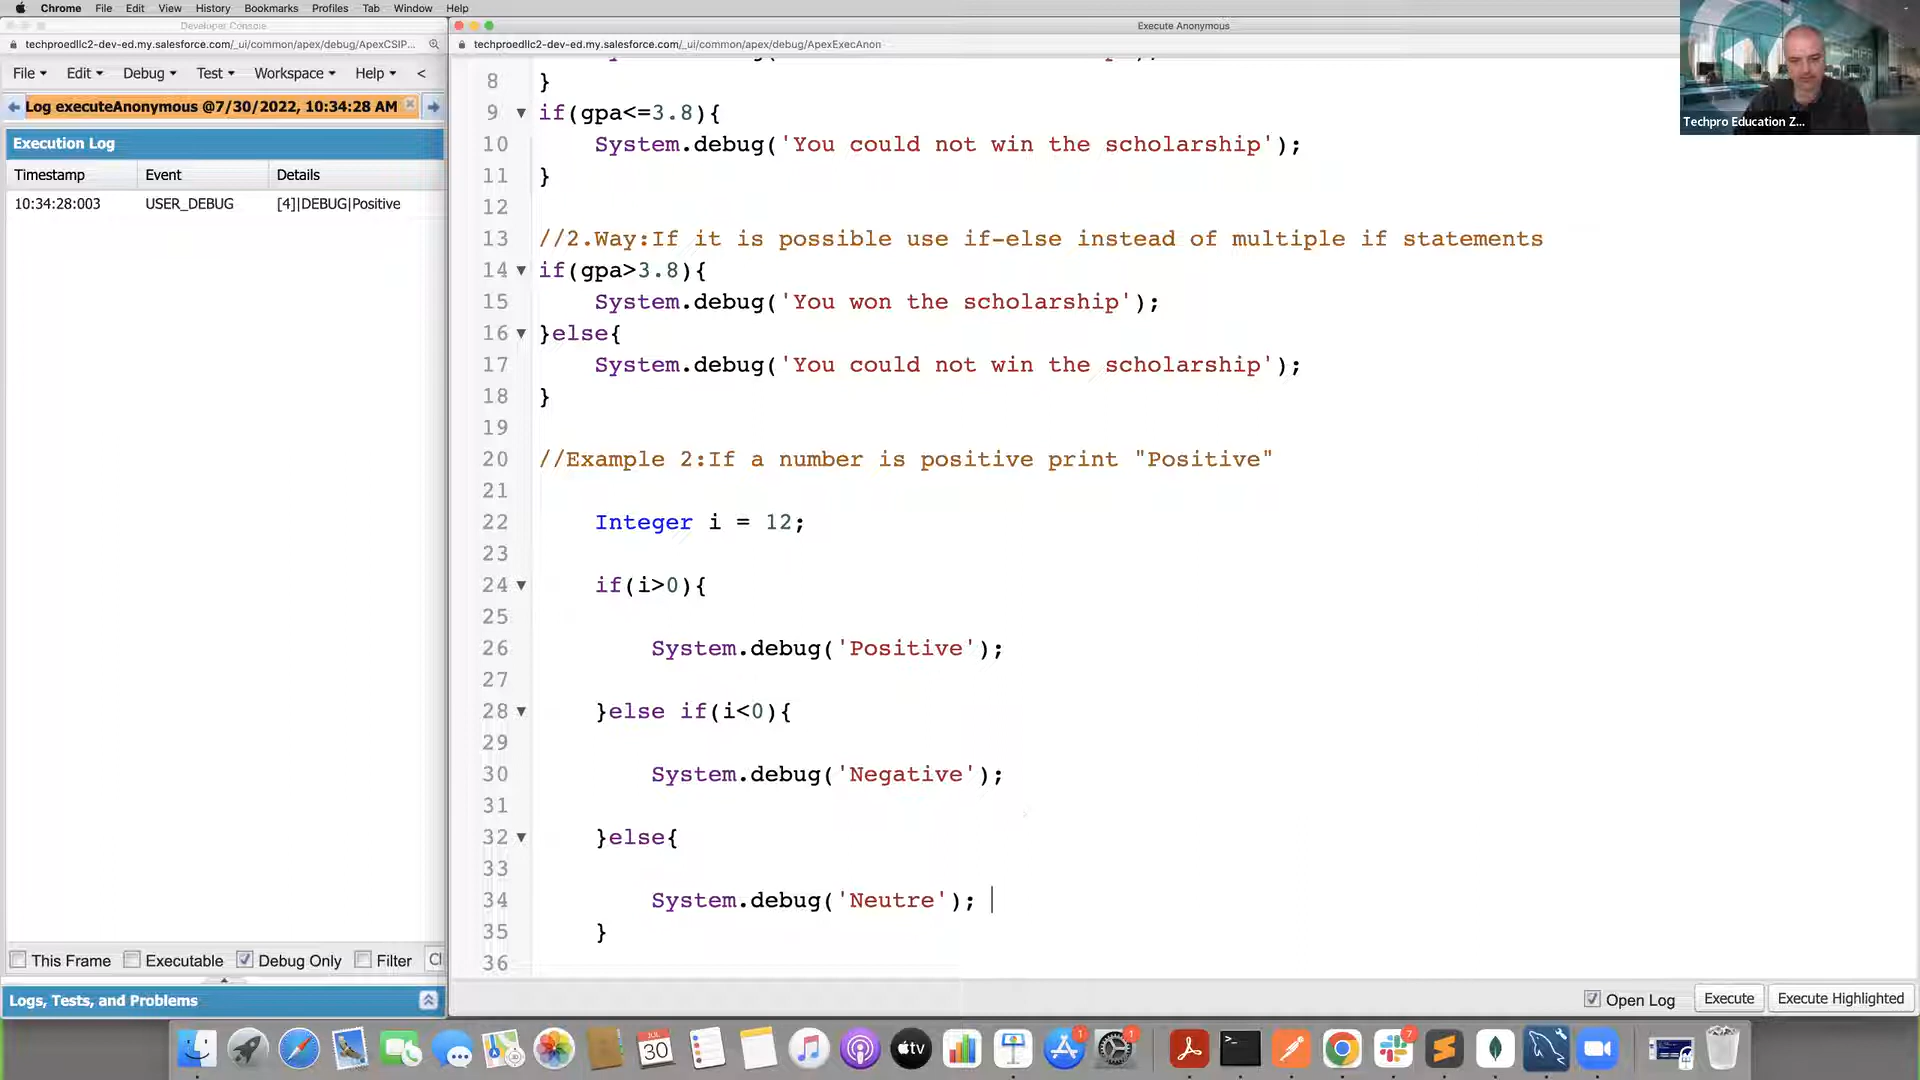 Chrome File Edit View History Bookmarks Profiles Tab Window Help
Developer Console
techproedllc2-dev-ed.my.salesforce.com/_ui/common/apex/debug/ApexCSIP...
File Edit Debug Test Workspace Help <
Log executeAnonymous @7/30/2022, 10:34:28 AM
Execution Log
Timestamp Event Details
10:34:28:003 USER_DEBUG [4]|DEBUG|Positive
This Frame Executable Debug Only Filter Cl
Logs, Tests, and Problems
Execute Anonymous
techproedllc2-dev-ed.my.salesforce.com/_ui/common/apex/debug/ApexExecAnon
8 }
9 if(gpa<=3.8){
10 System.debug('You could not win the scholarship');
11 }
12
13 //2.Way:If it is possible use if-else instead of multiple if statements
14 if(gpa>3.8){
15 System.debug('You won the scholarship');
16 }else{
17 System.debug('You could not win the scholarship');
18 }
19
20 //Example 2:If a number is positive print "Positive"
21
22 Integer i = 12;
23
24 if(i>0){
25
26 System.debug('Positive');
27
28 }else if(i<0){
29
30 System.debug('Negative');
31
32 }else{
33
34 System.debug('Neutre');
35 }
36
Open Log Execute Execute Highlighted
Techpro Education Z...
JUL
30
tv
1
1
7